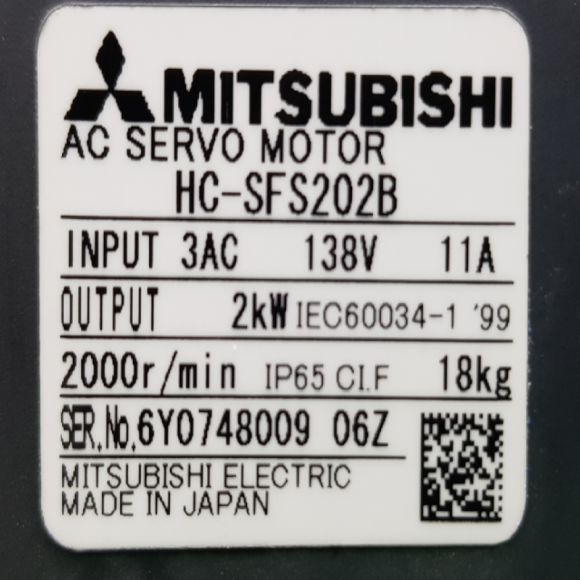 MITSUBISHI
AC SERVO MOTOR
HC-SFS202B
INPUT 3AC 138V 11A
OUTPUT 2kW IEC60034-1 '99
2000r/min IP65 CI.F 18kg
SER.No.6Y0748009 06Z
MITSUBISHI ELECTRIC
MADE IN JAPAN